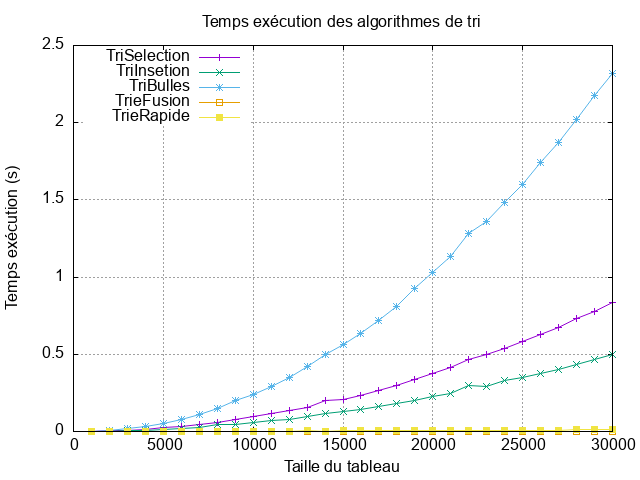 Temps exécution des algorithmes de tri
2.5
2
1.5
1
0.5
0
Temps exécution (s)
TriSelection
TriInsetion
TriBulles
TrieFusion
TrieRapide
0 5000 10000 15000 20000 25000 30000
Taille du tableau